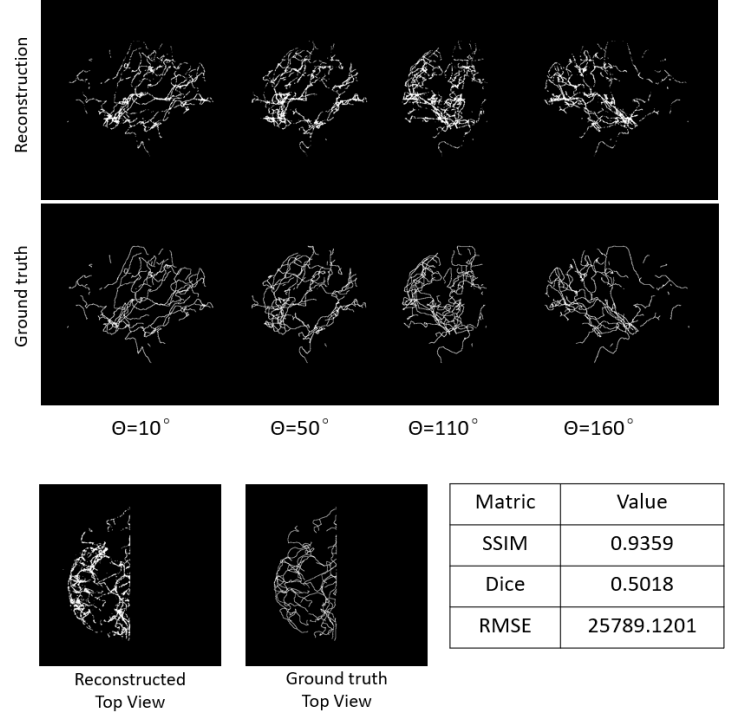 Reconstruction
Ground truth
Θ=10°
Θ=50°
Θ=110°
Θ=160°
Reconstructed
Top View
Ground truth
Top View
Matric Value
SSIM 0.9359
Dice 0.5018
RMSE 25789.1201